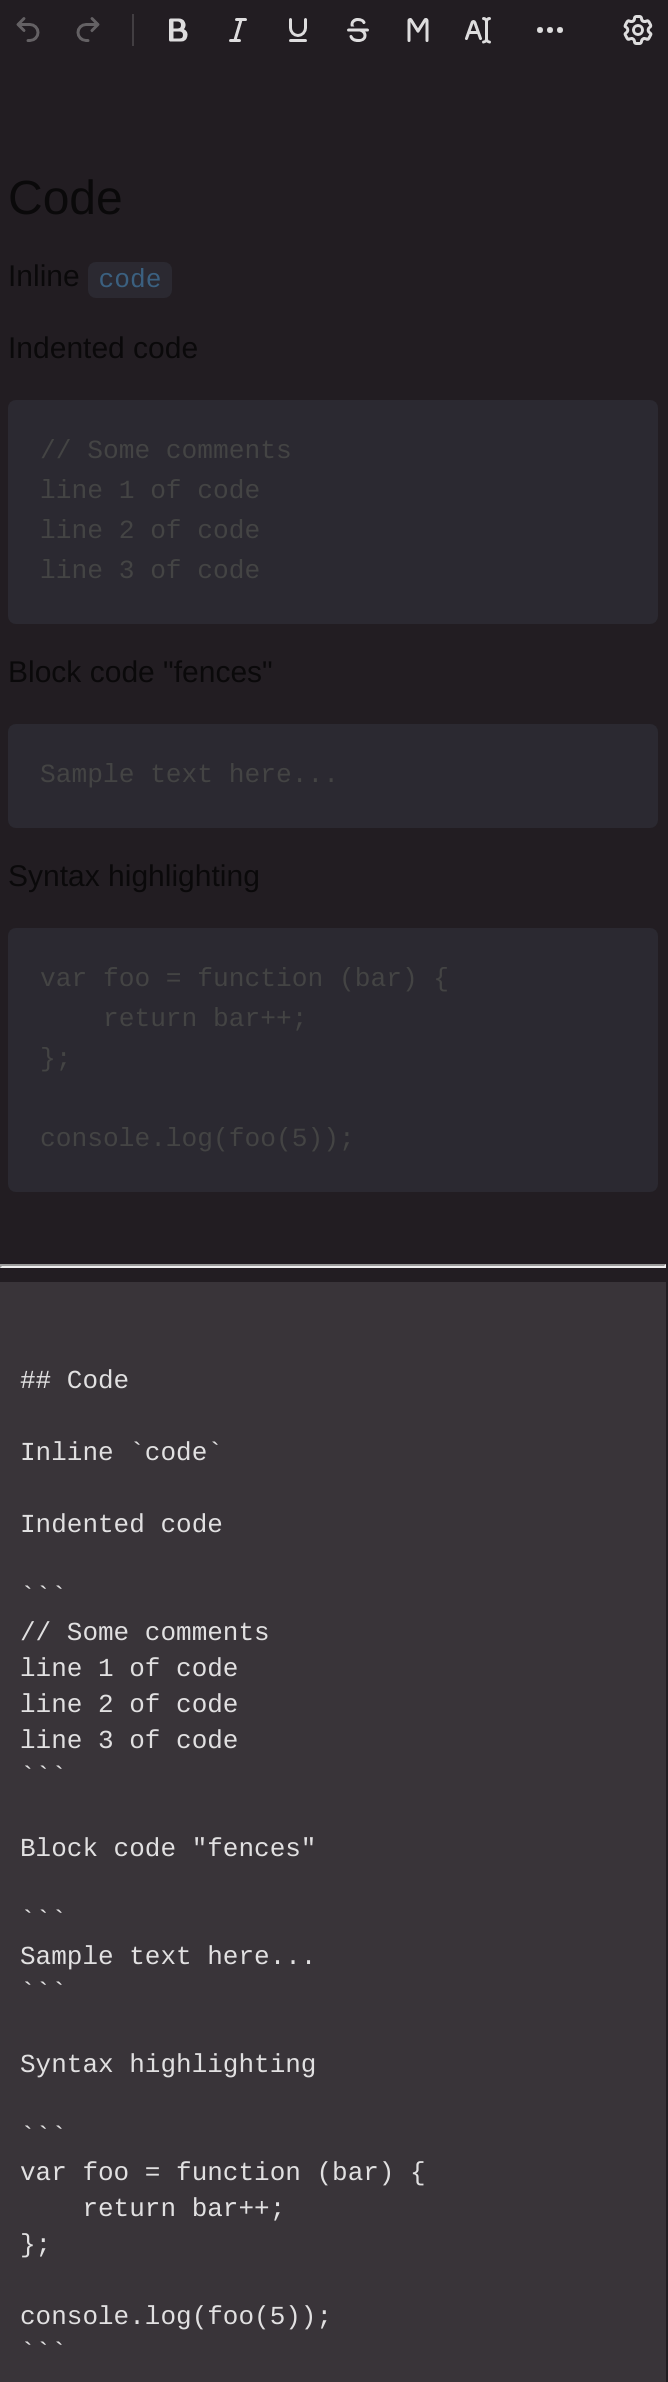 B I U S M AI
Code
Inline code
Indented code
// Some comments
line 1 of code
line 2 of code
line 3 of code
Block code "fences"
Sample text here...
Syntax highlighting
var foo = function (bar) {
    return bar++;
};
console.log(foo(5));
## Code
Inline `code`
Indented code
```
// Some comments
line 1 of code
line 2 of code
line 3 of code
```
Block code "fences"
```
Sample text here...
```
Syntax highlighting
```
var foo = function (bar) {
    return bar++;
};
console.log(foo(5));
```